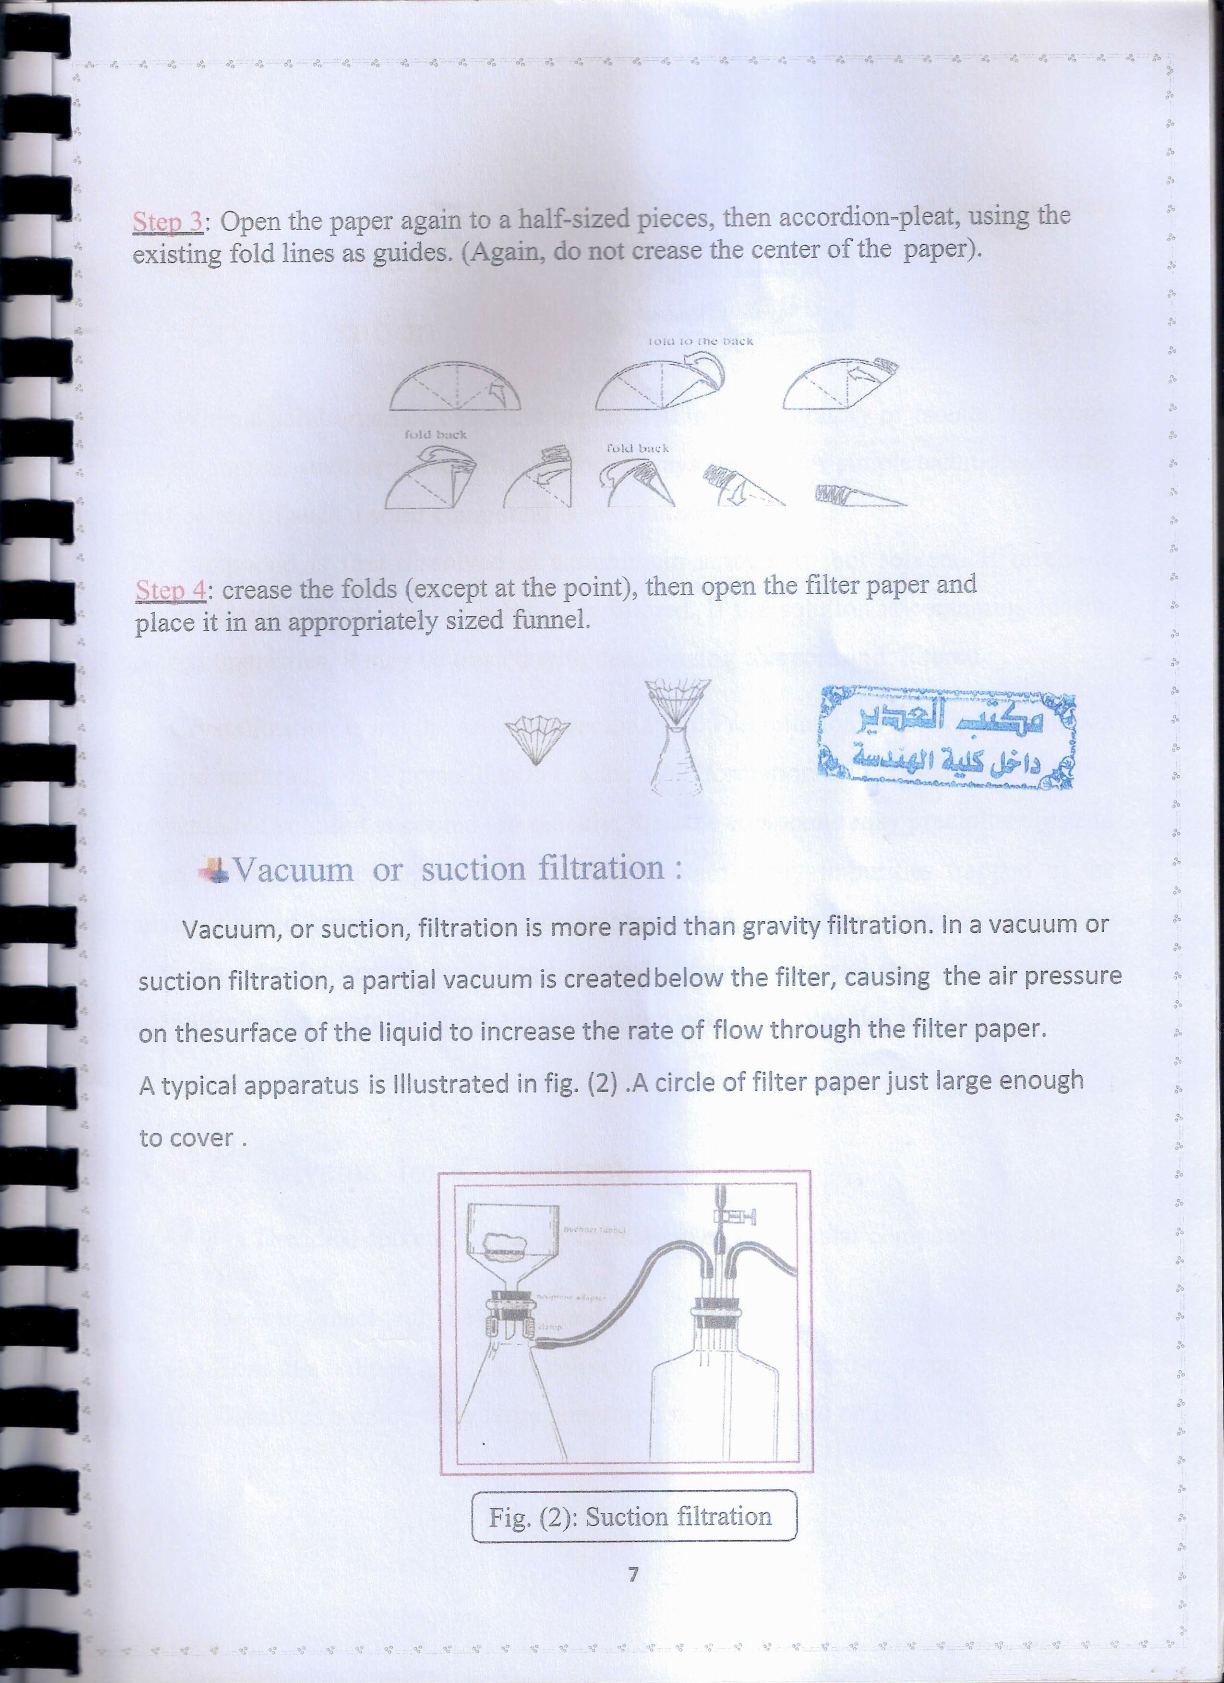 Step 3: Open the paper again to a half-sized pieces, then accordion-pleat, using the
existing fold lines as guides. (Again, do not crease the center of the paper).
fold to the back
fold back
fold back
Step 4: crease the folds (except at the point), then open the filter paper and
place it in an appropriately sized funnel.
مكتب الغدير
داخل كلية الهندسة
Vacuum or suction filtration :
Vacuum, or suction, filtration is more rapid than gravity filtration. In a vacuum or
suction filtration, a partial vacuum is created below the filter, causing the air pressure
on thesurface of the liquid to increase the rate of flow through the filter paper.
A typical apparatus is Illustrated in fig. (2) .A circle of filter paper just large enough
to cover .
clamp
Fig. (2): Suction filtration
7